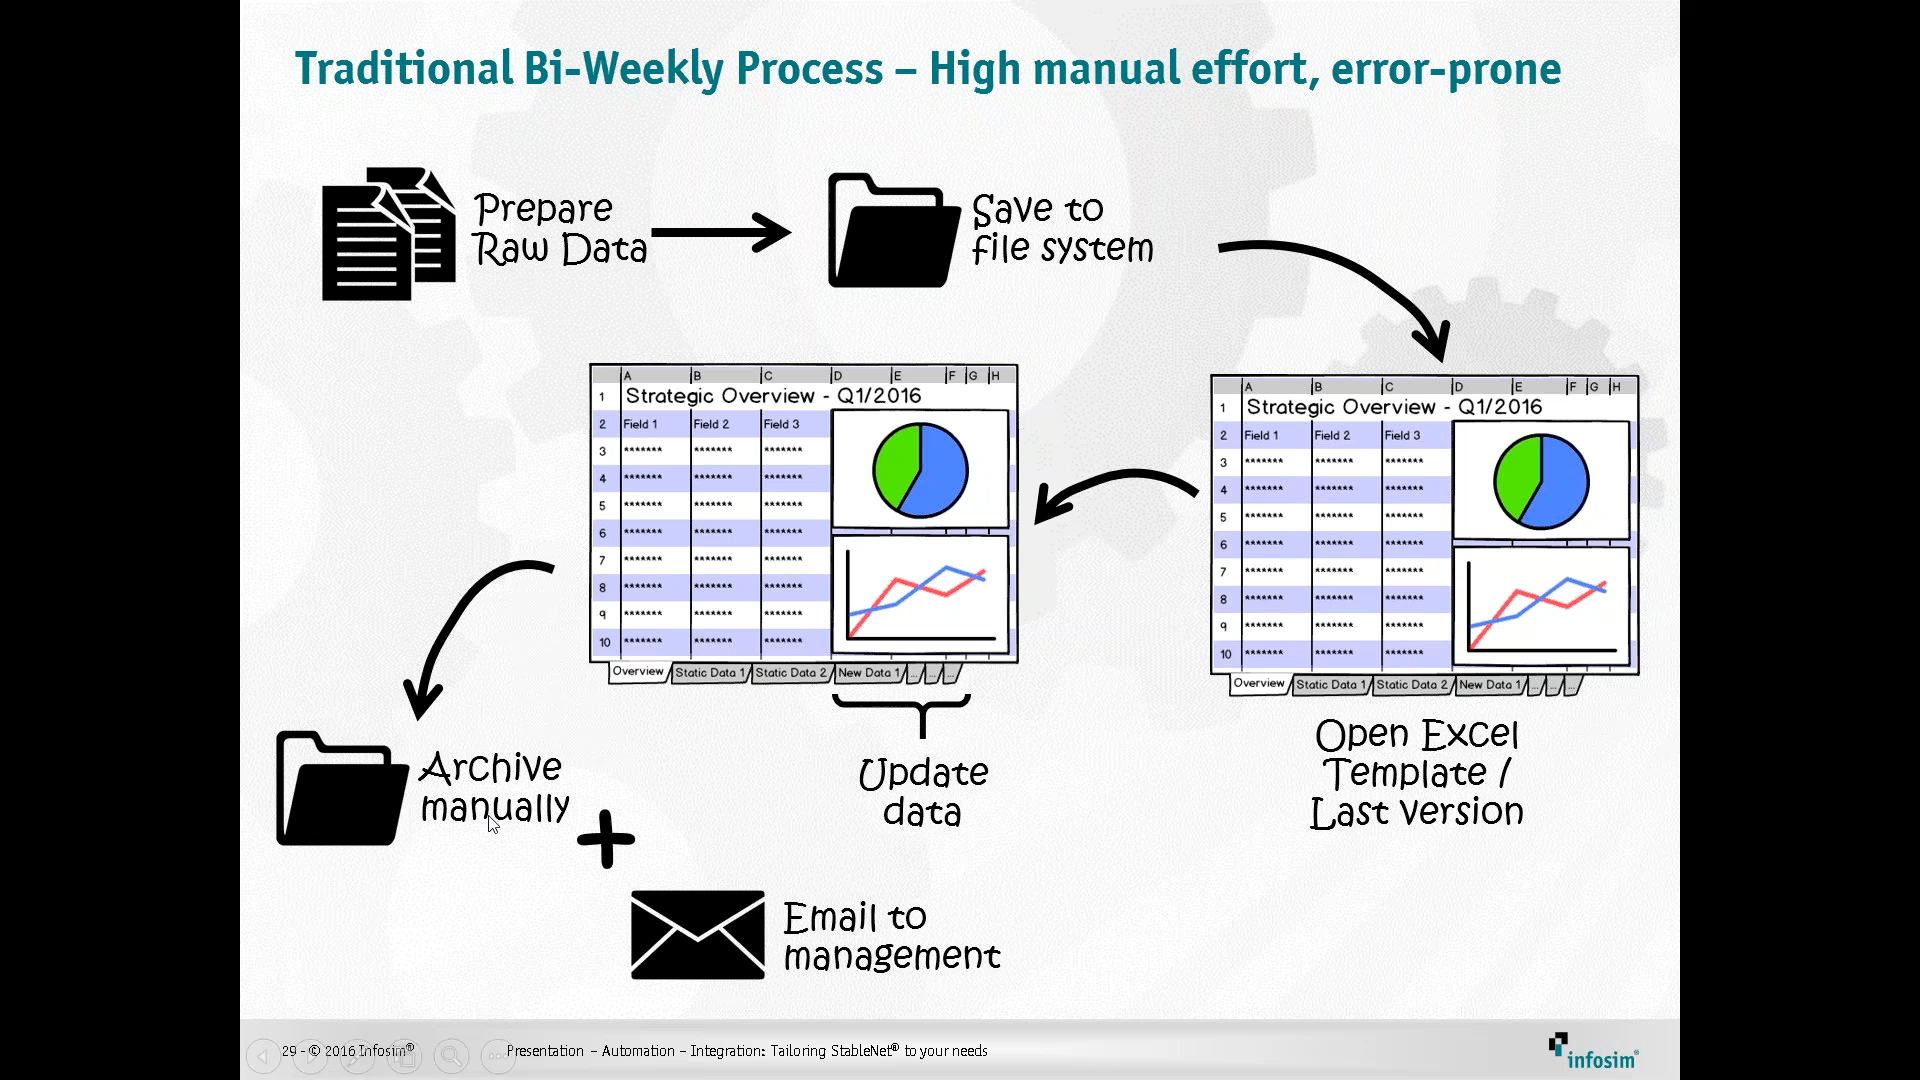 Traditional Bi-Weekly Process – High manual effort, error-prone
Prepare
Raw Data
Save to
file system
A B C D E F G H
1 Strategic Overview - Q1/2016
2 Field 1 Field 2 Field 3
3 ******* ******* *******
4 ******* ******* *******
5 ******* ******* *******
6 ******* ******* *******
7 ******* ******* *******
8 ******* ******* *******
9 ******* ******* *******
10 ******* ******* *******
Overview Static Data 1 Static Data 2 New Data 1 ... ... ...
Open Excel
Template /
Last version
A B C D E F G H
1 Strategic Overview - Q1/2016
2 Field 1 Field 2 Field 3
3 ******* ******* *******
4 ******* ******* *******
5 ******* ******* *******
6 ******* ******* *******
7 ******* ******* *******
8 ******* ******* *******
9 ******* ******* *******
10 ******* ******* *******
Overview Static Data 1 Static Data 2 New Data 1 ... ... ...
Update
data
Archive
manually
+
Email to
management
29 - © 2016 Infosim®
Presentation – Automation – Integration: Tailoring StableNet® to your needs
infosim®